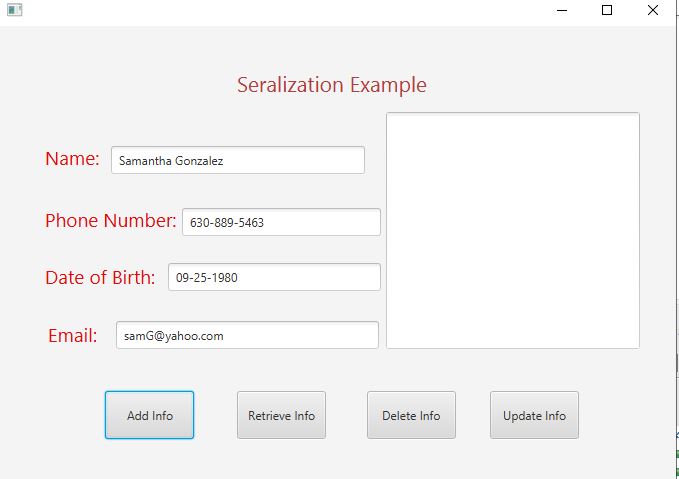 Seralization Example
Name: Samantha Gonzalez
Phone Number: 630-889-5463
Date of Birth: 09-25-1980
Email: samG@yahoo.com
Add Info Retrieve Info Delete Info Update Info